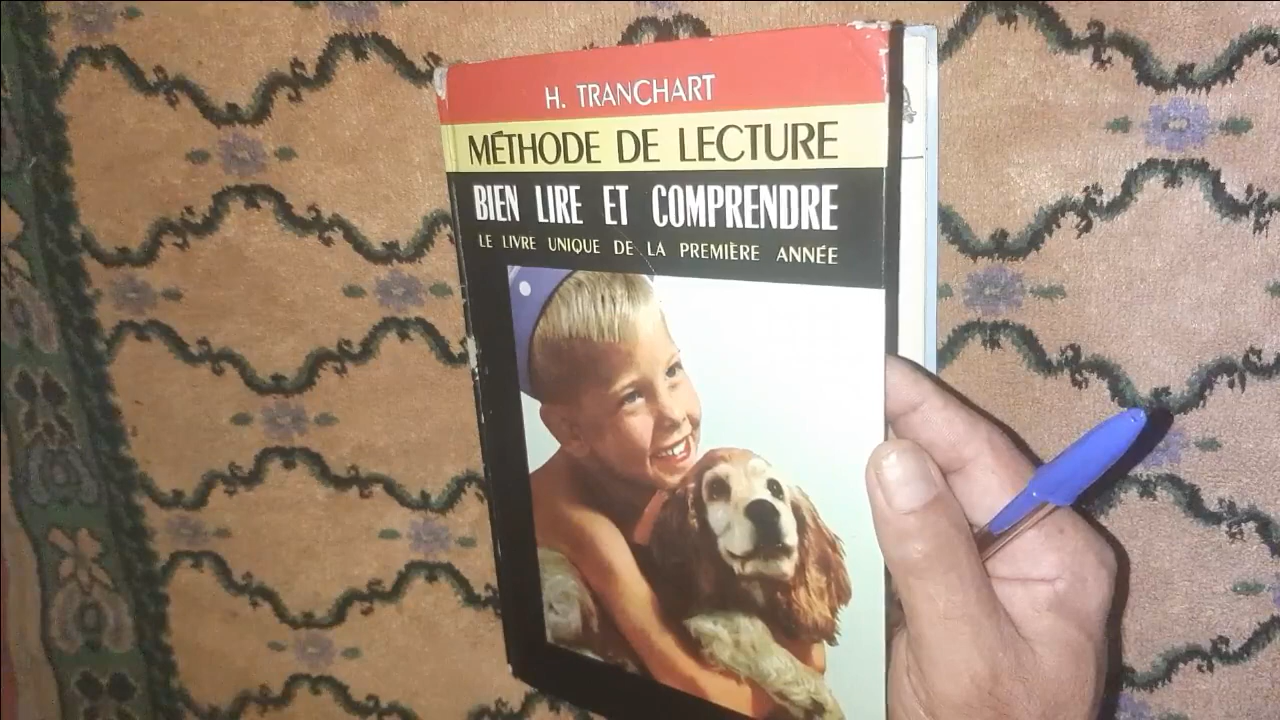 H. TRANCHART
MÉTHODE DE LECTURE
BIEN LIRE ET COMPRENDRE
LE LIVRE UNIQUE DE LA PREMIÈRE ANNÉE